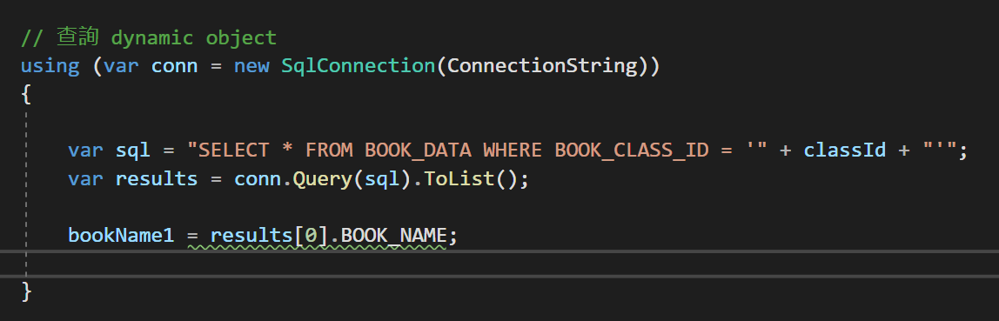 // 查詢 dynamic object
using (var conn = new SqlConnection(ConnectionString))
{
var sql = "SELECT * FROM BOOK_DATA WHERE BOOK_CLASS_ID = '" + classId + "'";
var results = conn.Query(sql).ToList();
bookName1 = results[0].BOOK_NAME;
}